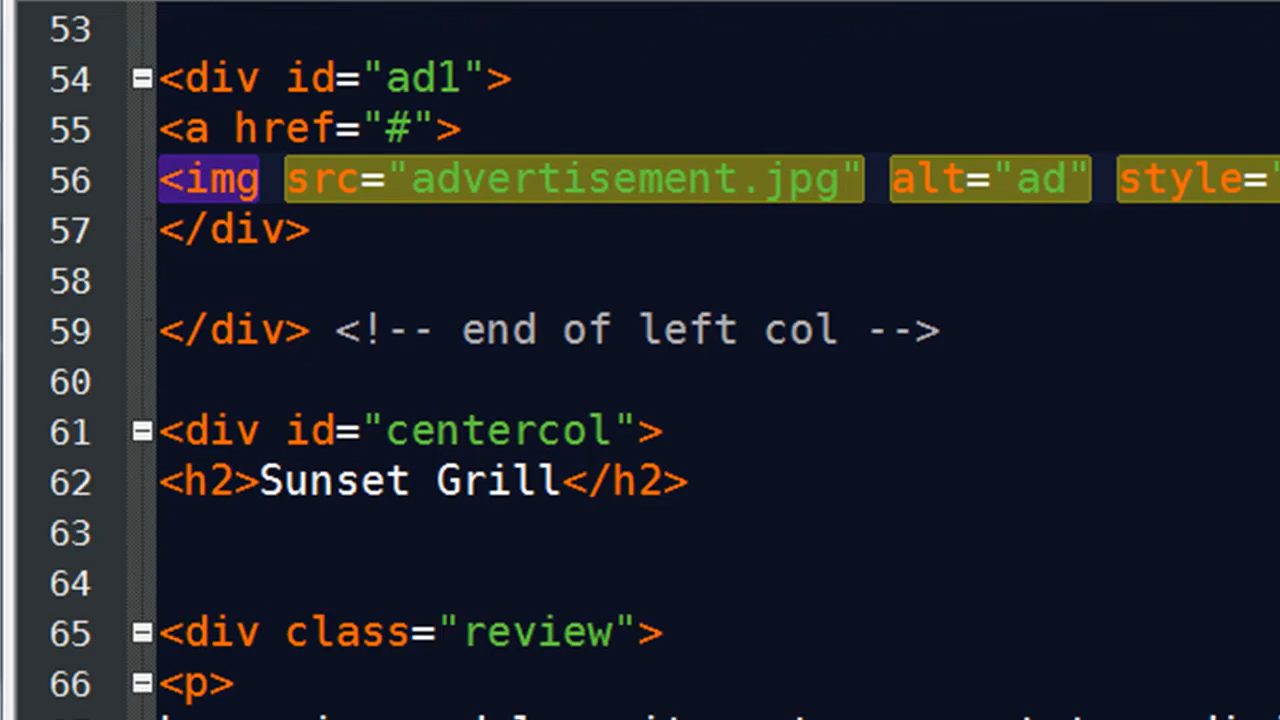 53
54 <div id="ad1">
55 <a href="#">
56 <img src="advertisement.jpg" alt="ad" style="
57 </div>
58
59 </div> <!-- end of left col -->
60
61 <div id="centercol">
62 <h2>Sunset Grill</h2>
63
64
65 <div class="review">
66 <p>